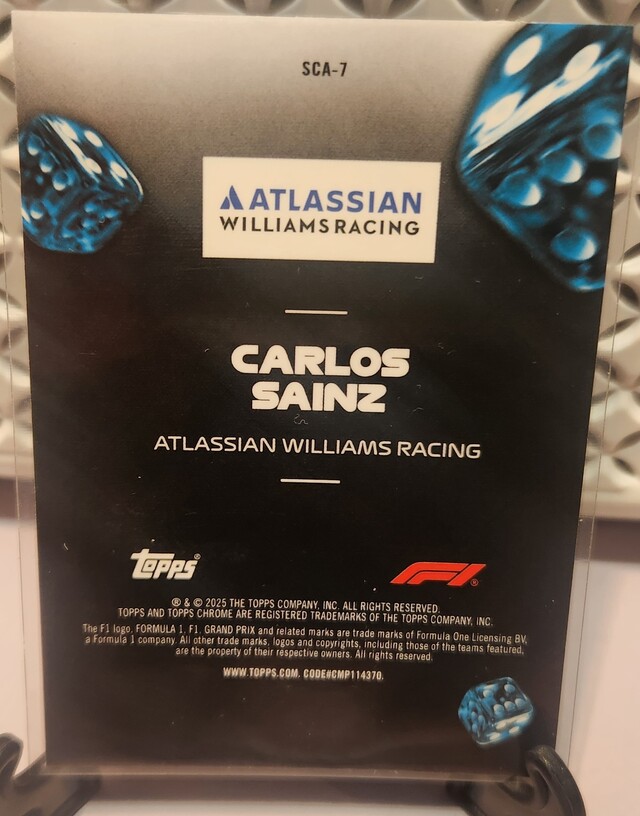 SCA-7
ATLASSIAN
WILLIAMS RACING
CARLOS
SAINZ
ATLASSIAN WILLIAMS RACING
Topps®
F1®
® & © 2025 THE TOPPS COMPANY, INC. ALL RIGHTS RESERVED.
TOPPS AND TOPPS CHROME ARE REGISTERED TRADEMARKS OF THE TOPPS COMPANY, INC.
The F1 logo, FORMULA 1, F1, GRAND PRIX and related marks are trade marks of Formula One Licensing BV,
a Formula 1 company. All other trade marks, logos and copyrights, including those of the teams featured,
are the property of their respective owners. All rights reserved.
WWW.TOPPS.COM. CODE#CMP114370.